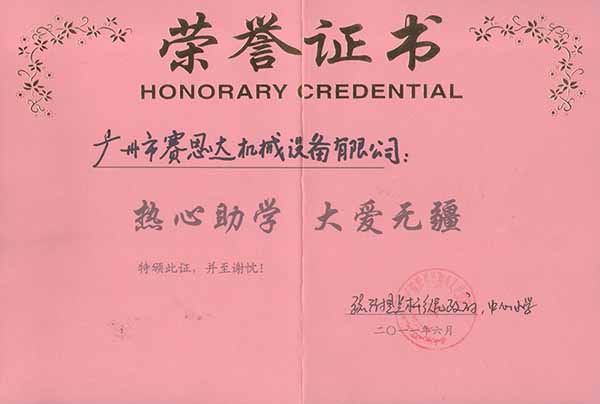 荣誉证书
HONORARY CREDENTIAL
广州市赛恩达机械设备有限公司：
热心助学 大爱无疆
特颁此证，并至谢忱！
政府，中心小学
二〇一一年六月